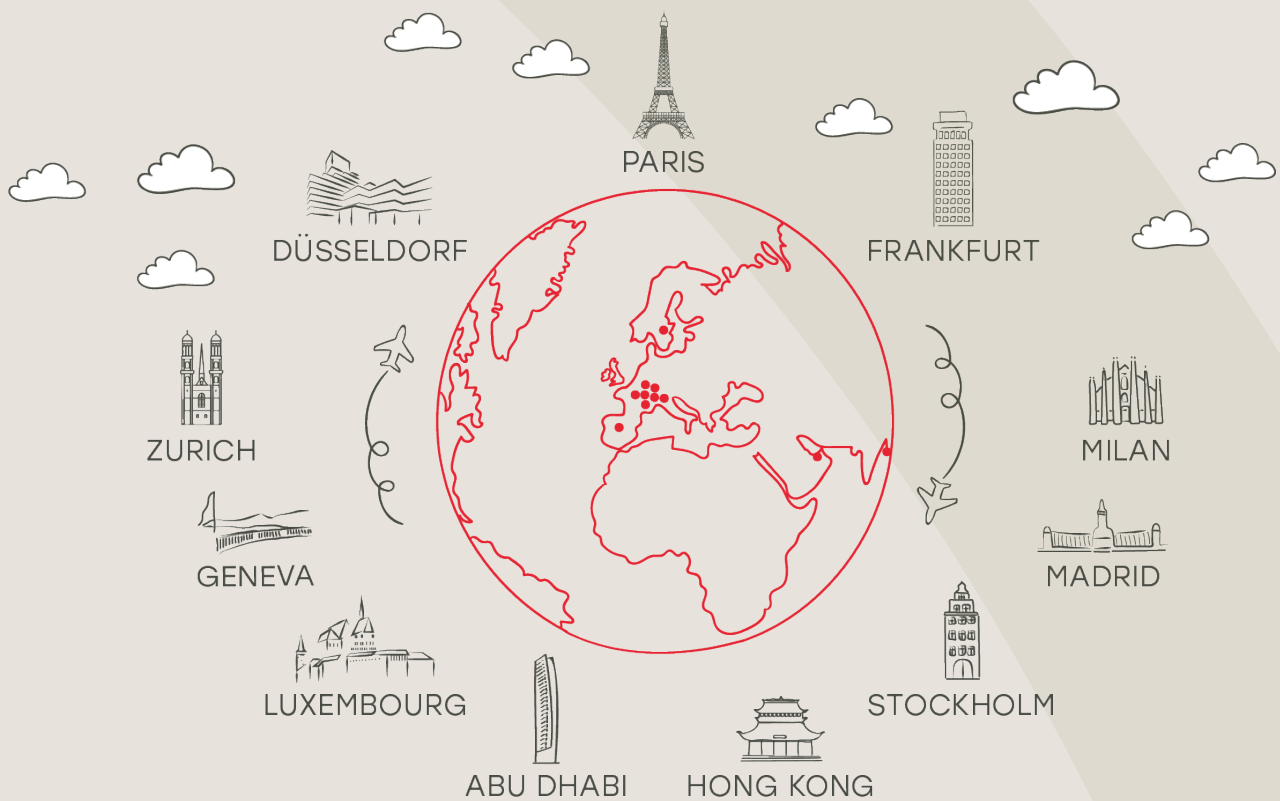 PARIS
DÜSSELDORF
FRANKFURT
ZURICH
MILAN
GENEVA
MADRID
LUXEMBOURG
STOCKHOLM
ABU DHABI
HONG KONG